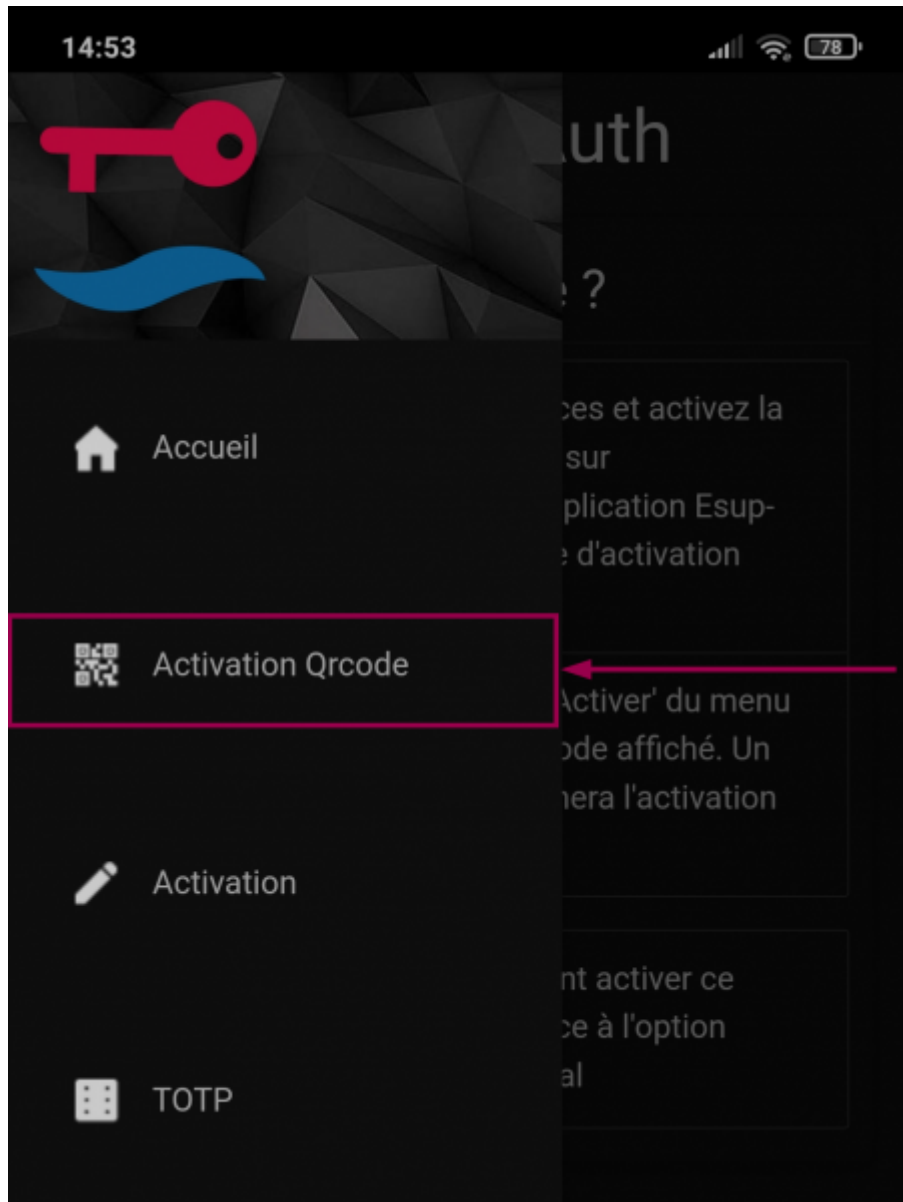 14:53
78
uth
e ?
Accueil
ces et activez la
sur
plication Esup-
e d'activation
Activation Qrcode
Activer' du menu
ode affiché. Un
nera l'activation
Activation
nt activer ce
ce à l'option
al
TOTP